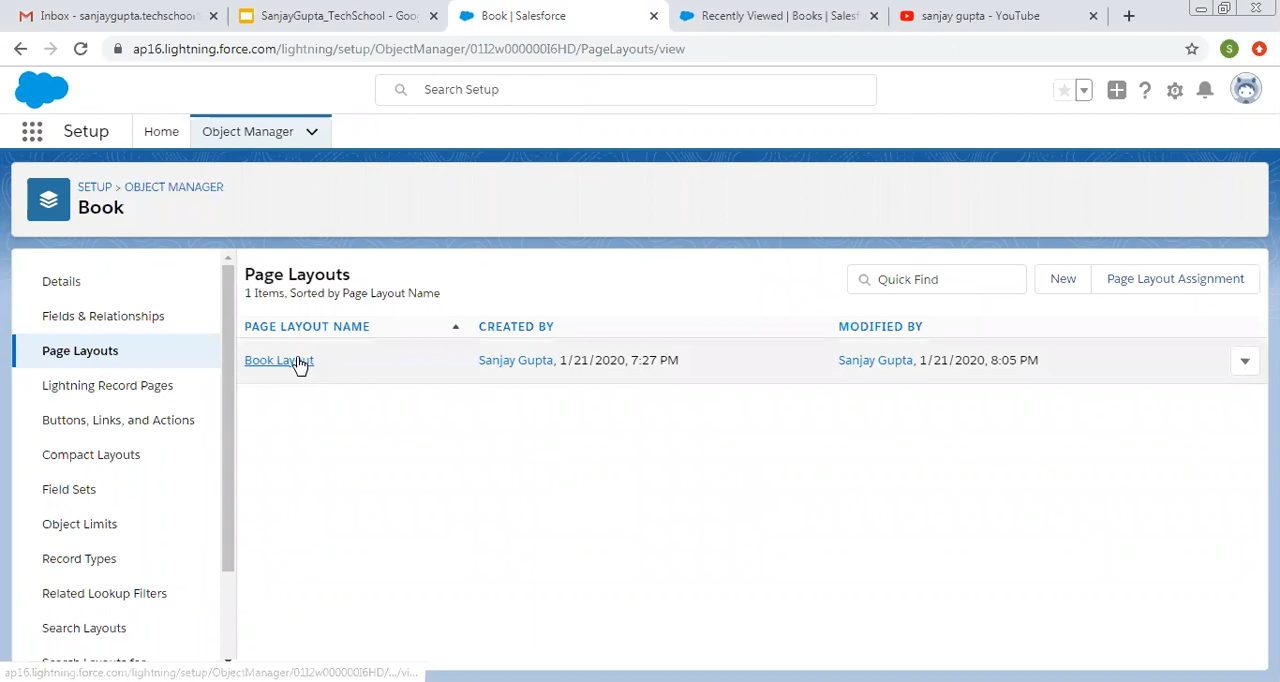 Inbox - sanjaygupta.techschool
SanjayGupta_TechSchool - Goog
Book | Salesforce
Recently Viewed | Books | Salesf
sanjay gupta - YouTube
ap16.lightning.force.com/lightning/setup/ObjectManager/01I2w000000I6HD/PageLayouts/view
S
Search Setup
Setup
Home
Object Manager
SETUP > OBJECT MANAGER
Book
Details
Fields & Relationships
Page Layouts
Lightning Record Pages
Buttons, Links, and Actions
Compact Layouts
Field Sets
Object Limits
Record Types
Related Lookup Filters
Search Layouts
Page Layouts
1 Items, Sorted by Page Layout Name
Quick Find
New
Page Layout Assignment
PAGE LAYOUT NAME CREATED BY MODIFIED BY
Book Layout Sanjay Gupta, 1/21/2020, 7:27 PM Sanjay Gupta, 1/21/2020, 8:05 PM
ap16.lightning.force.com/lightning/setup/ObjectManager/01I2w000000I6HD/.../vi...